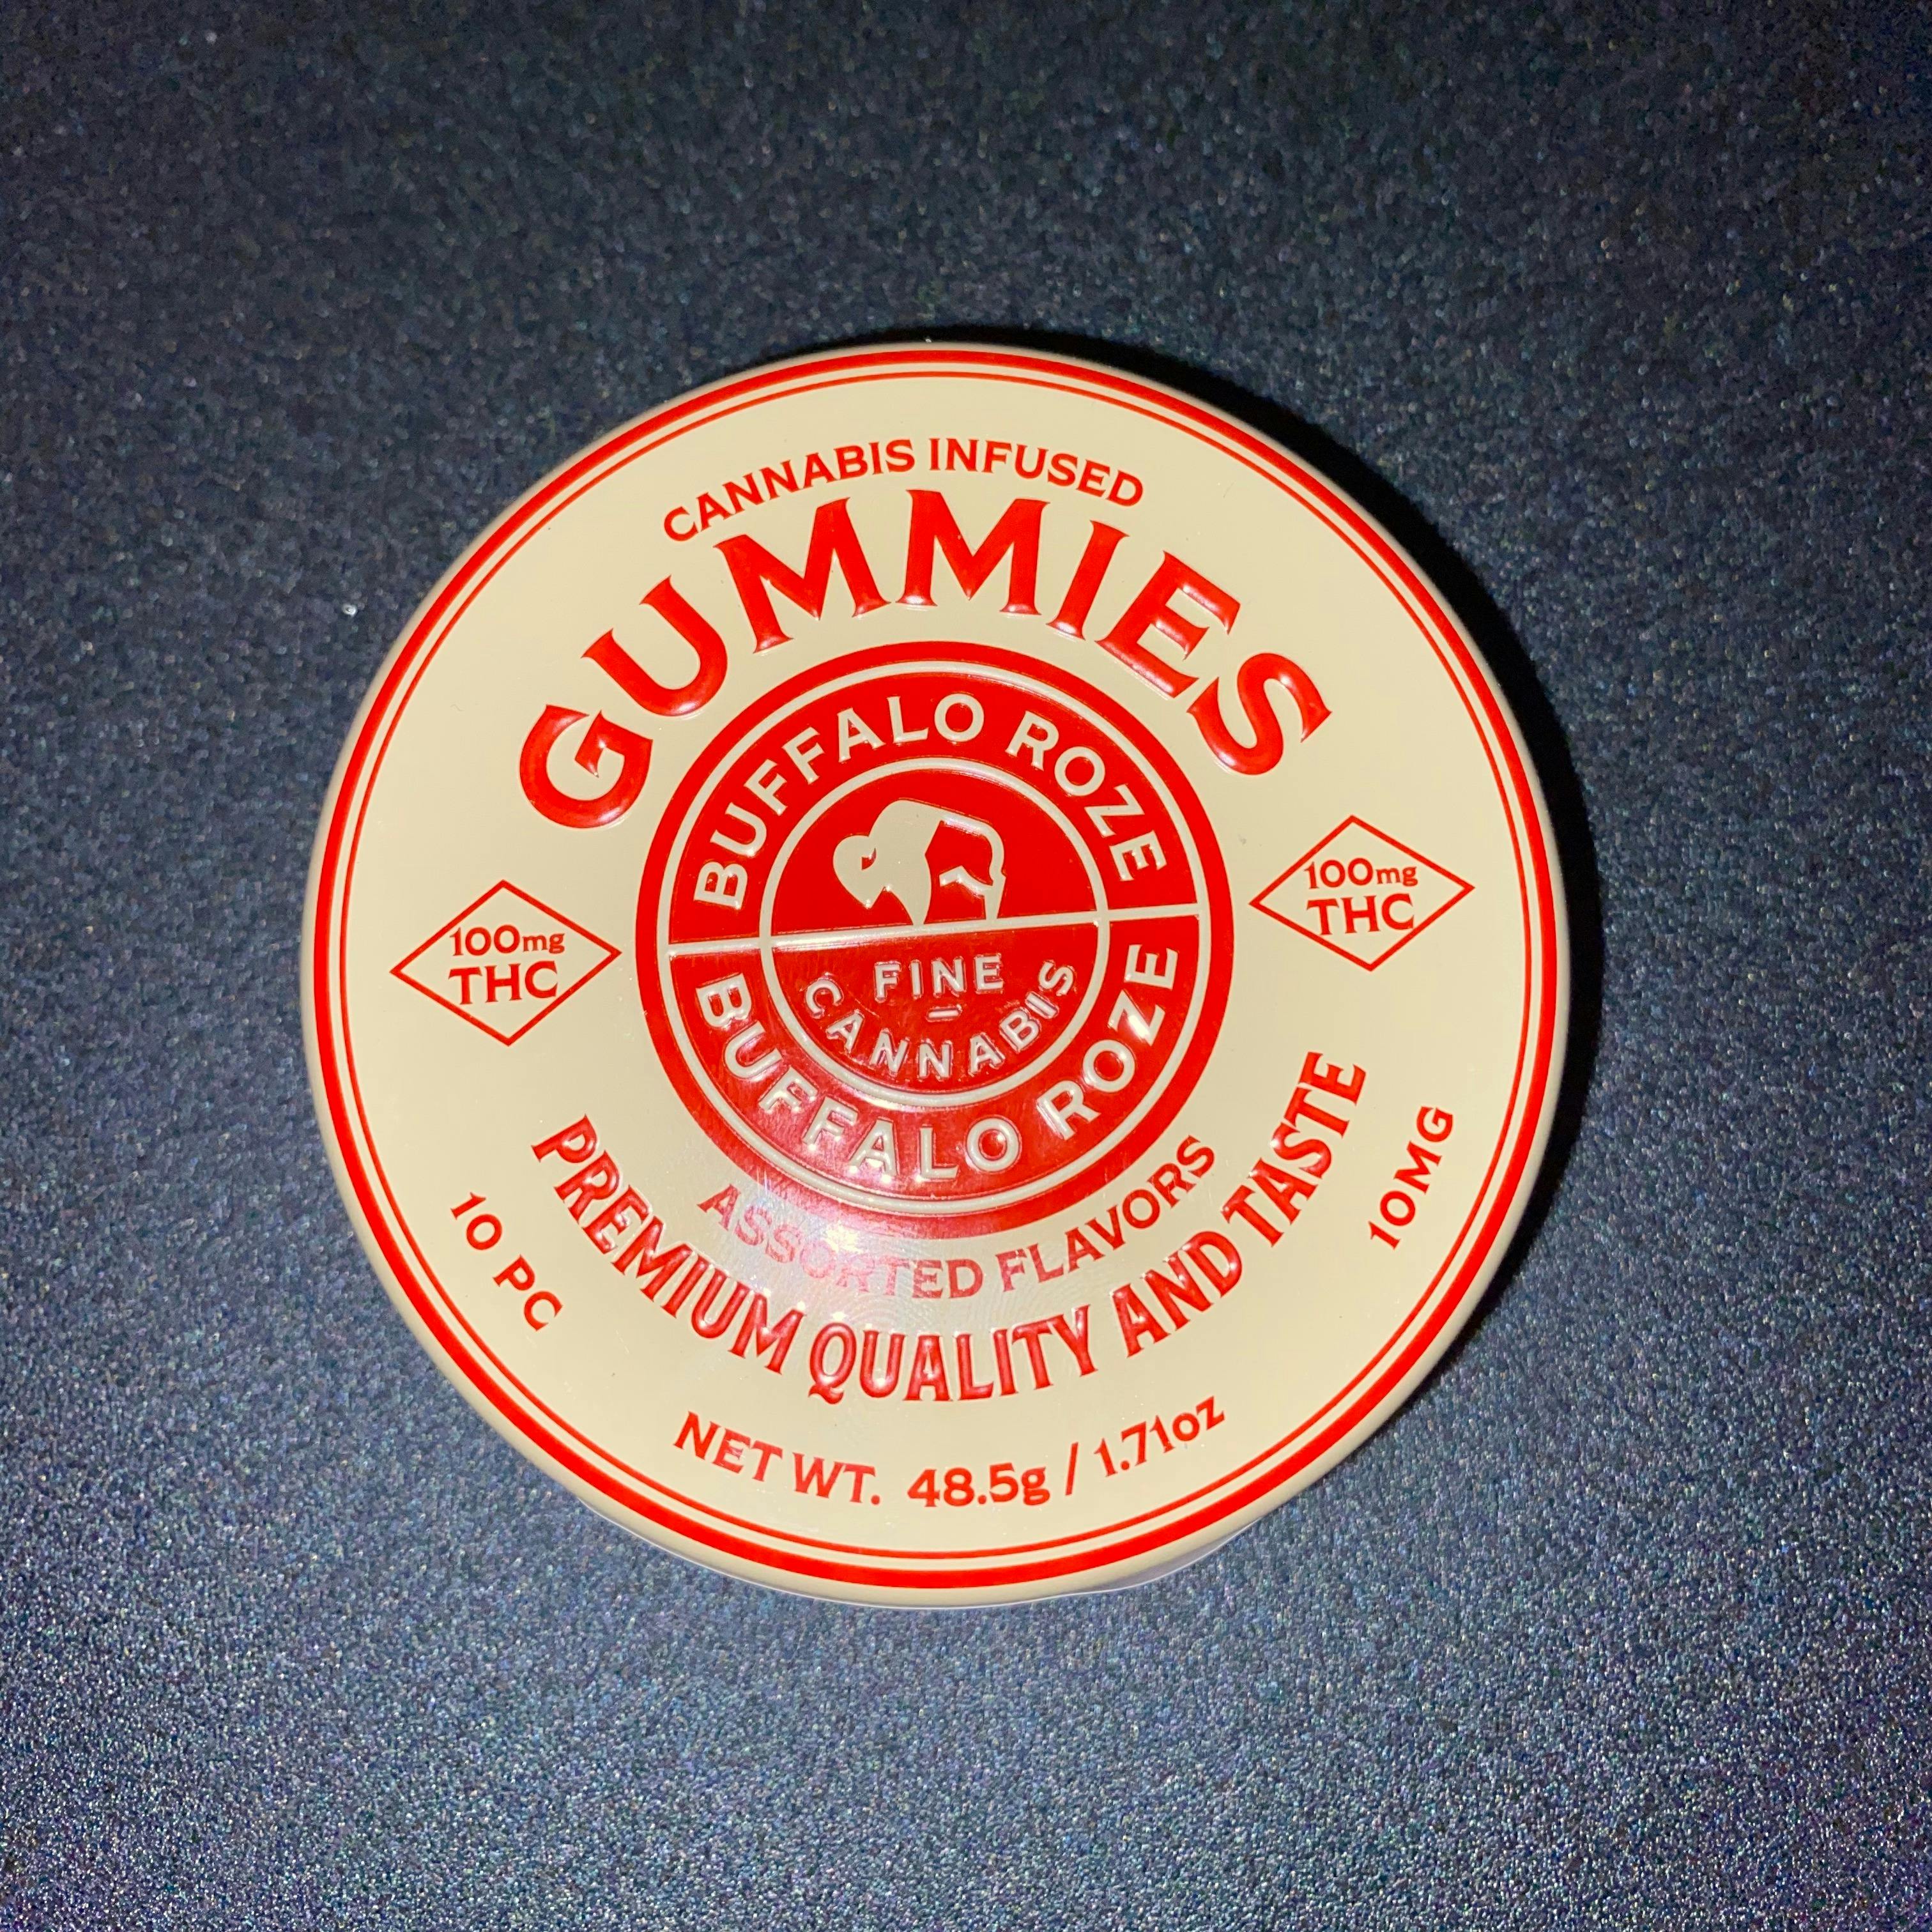 CANNABIS INFUSED
GUMMIES
BUFFALO ROZE
100mg
THC
100mg
THC
FINE
CANNABIS
BUFFALO ROZE
ASSORTED FLAVORS
PREMIUM QUALITY AND TASTE
10 PC
10MG
NET WT. 48.5g / 1.71oz